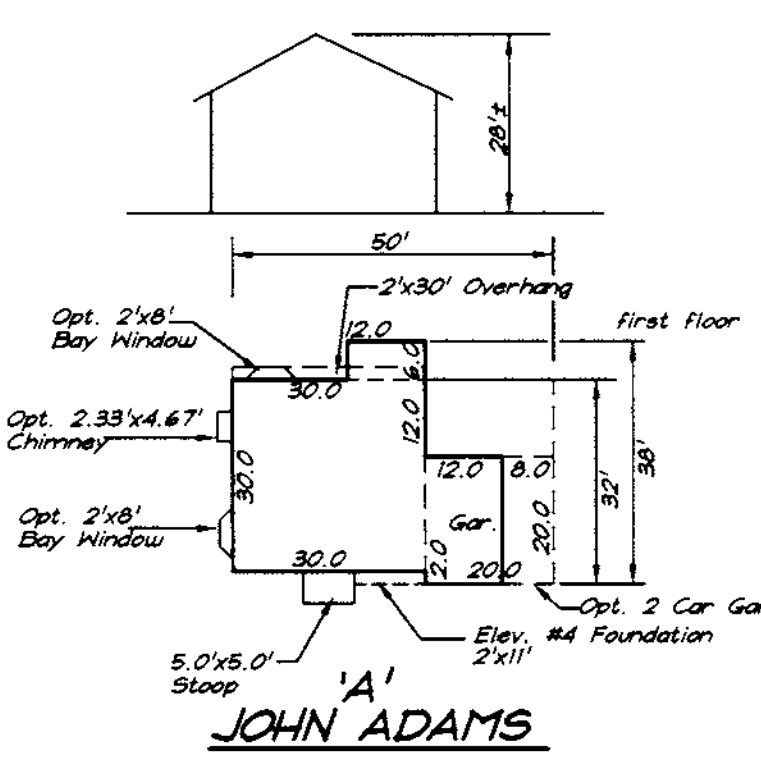 28'±
50'
2'x30' Overhang
first floor
Opt. 2'x8'
Bay Window
12.0
6.0
30.0
Opt. 2.33'x4.67'
Chimney
12.0
12.0
8.0
30.0
32'
38'
Opt. 2'x8'
Bay Window
Gar.
20.0
30.0
2.0
20.0
Opt. 2 Car
Elev. #4 Foundation
2'x11'
5.0'x5.0'
Stoop
'A'
JOHN ADAMS